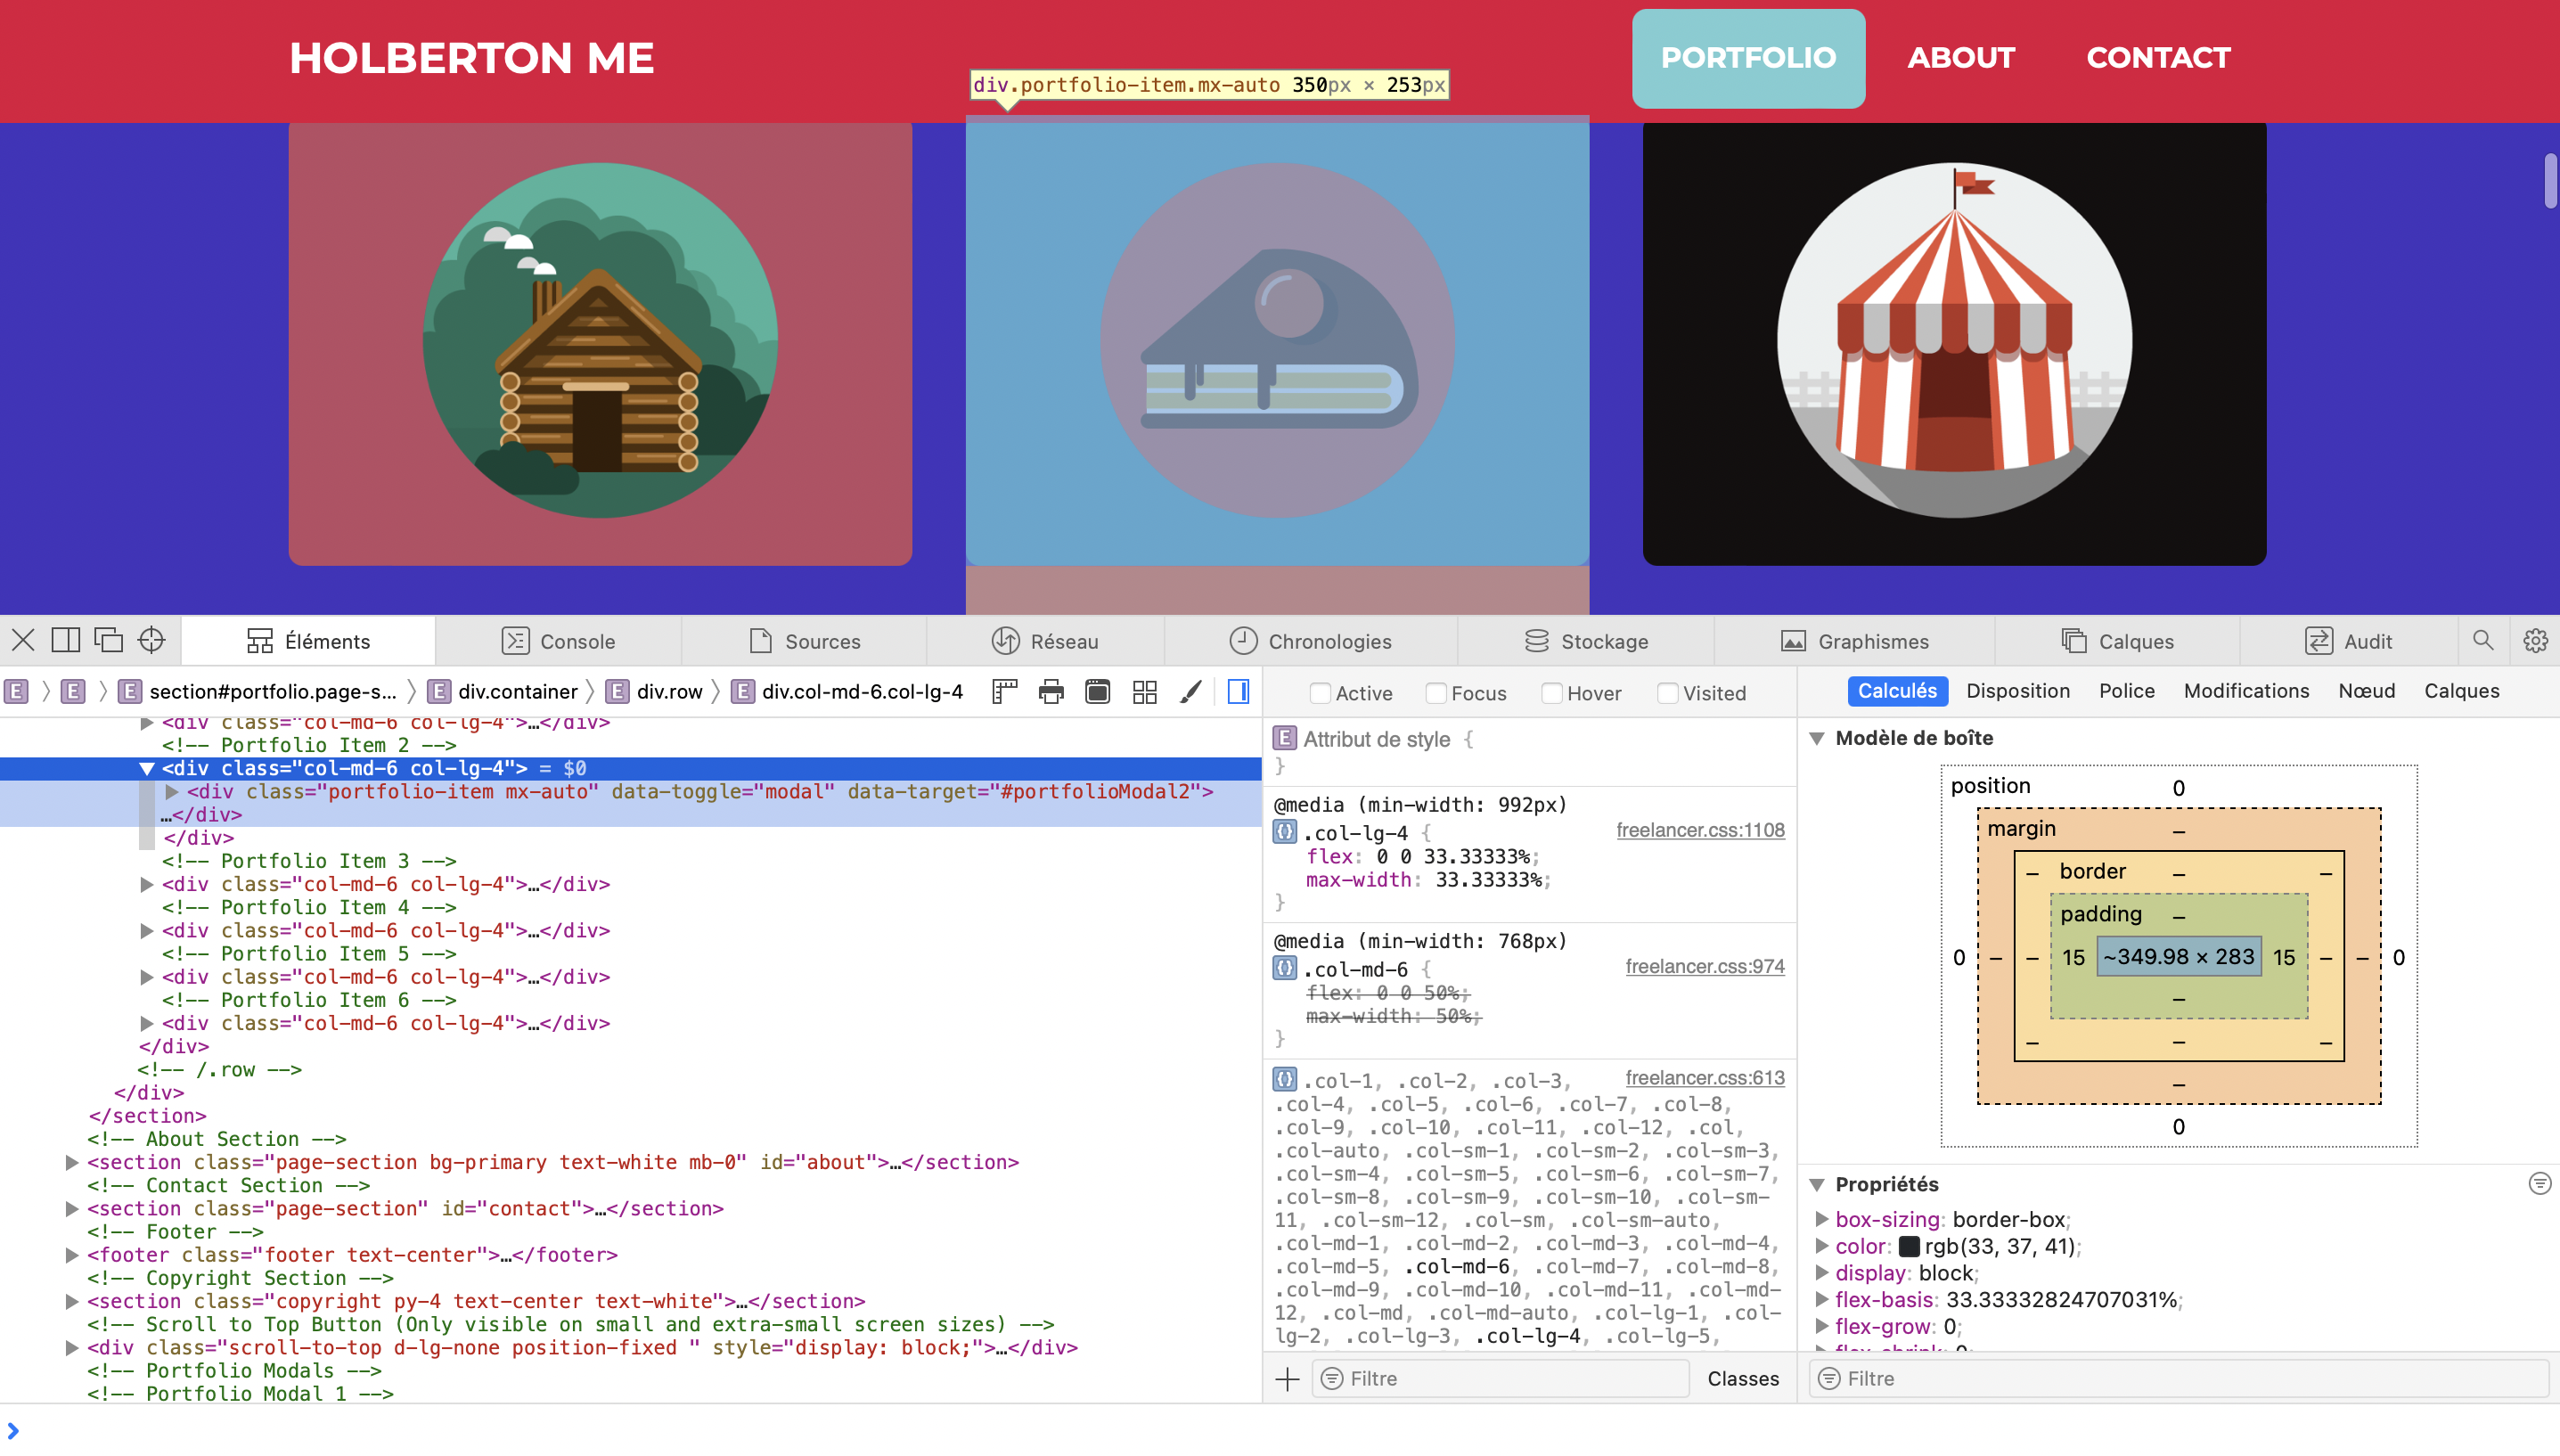 HOLBERTON ME
PORTFOLIO
ABOUT
CONTACT
div.portfolio-item.mx-auto 350px × 253px
Éléments
Console
Sources
Réseau
Chronologies
Stockage
Graphismes
Calques
Audit
E 〉 E 〉 E section#portfolio.page-s... 〉 E div.container 〉 E div.row 〉 E div.col-md-6.col-lg-4
<div class="col-md-6 col-lg-4">…</div>
<!-- Portfolio Item 2 -->
<div class="col-md-6 col-lg-4"> = $0
<div class="portfolio-item mx-auto" data-toggle="modal" data-target="#portfolioModal2">
…</div>
</div>
<!-- Portfolio Item 3 -->
<div class="col-md-6 col-lg-4">…</div>
<!-- Portfolio Item 4 -->
<div class="col-md-6 col-lg-4">…</div>
<!-- Portfolio Item 5 -->
<div class="col-md-6 col-lg-4">…</div>
<!-- Portfolio Item 6 -->
<div class="col-md-6 col-lg-4">…</div>
</div>
<!-- /.row -->
</div>
</section>
<!-- About Section -->
<section class="page-section bg-primary text-white mb-0" id="about">…</section>
<!-- Contact Section -->
<section class="page-section" id="contact">…</section>
<!-- Footer -->
<footer class="footer text-center">…</footer>
<!-- Copyright Section -->
<section class="copyright py-4 text-center text-white">…</section>
<!-- Scroll to Top Button (Only visible on small and extra-small screen sizes) -->
<div class="scroll-to-top d-lg-none position-fixed " style="display: block;">…</div>
<!-- Portfolio Modals -->
<!-- Portfolio Modal 1 -->
Active
Focus
Hover
Visited
E Attribut de style {
}
@media (min-width: 992px)
.col-lg-4 {
freelancer.css:1108
flex: 0 0 33.33333%;
max-width: 33.33333%;
}
@media (min-width: 768px)
.col-md-6 {
freelancer.css:974
flex: 0 0 50%;
max-width: 50%;
}
.col-1, .col-2, .col-3,
freelancer.css:613
.col-4, .col-5, .col-6, .col-7, .col-8,
.col-9, .col-10, .col-11, .col-12, .col,
.col-auto, .col-sm-1, .col-sm-2, .col-sm-3,
.col-sm-4, .col-sm-5, .col-sm-6, .col-sm-7,
.col-sm-8, .col-sm-9, .col-sm-10, .col-sm-
11, .col-sm-12, .col-sm, .col-sm-auto,
.col-md-1, .col-md-2, .col-md-3, .col-md-4,
.col-md-5, .col-md-6, .col-md-7, .col-md-8,
.col-md-9, .col-md-10, .col-md-11, .col-md-
12, .col-md, .col-md-auto, .col-lg-1, .col-
lg-2, .col-lg-3, .col-lg-4, .col-lg-5,
Filtre
Classes
Calculés
Disposition
Police
Modifications
Nœud
Calques
Modèle de boîte
position
0
margin
–
border
– – –
padding
–
0 – – 15 ~349.98 × 283 15 – – 0
–
– – –
–
0
Propriétés
box-sizing: border-box;
color: rgb(33, 37, 41);
display: block;
flex-basis: 33.33332824707031%;
flex-grow: 0;
flex-shrink: 0;
Filtre